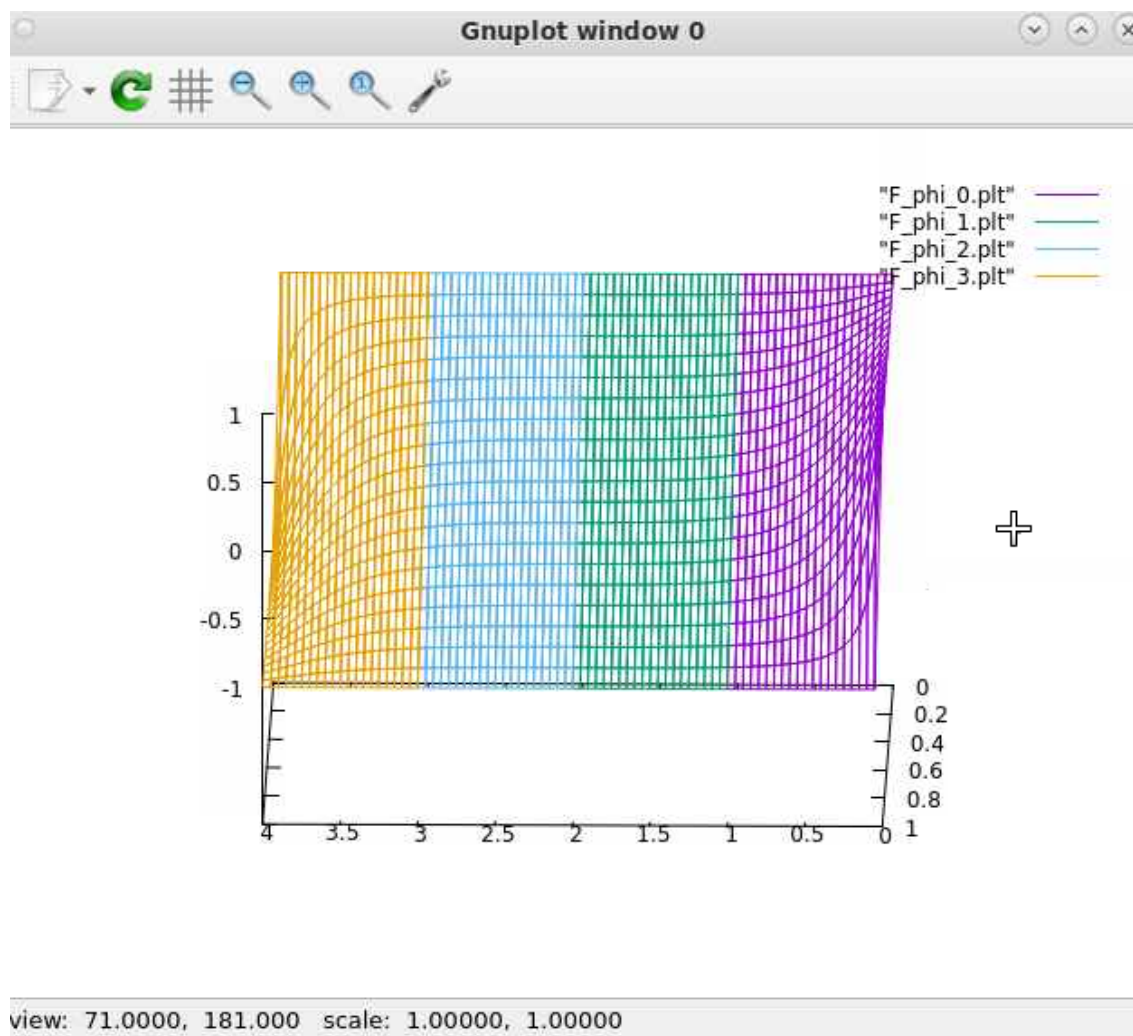 Gnuplot window 0
"F_phi_0.plt"
"F_phi_1.plt"
"F_phi_2.plt"
"F_phi_3.plt"
1
0.5
0
-0.5
-1
0
0.2
0.4
0.6
0.8
1
4 3.5 3 2.5 2 1.5 1 0.5 0
view: 71.0000, 181.000 scale: 1.00000, 1.00000